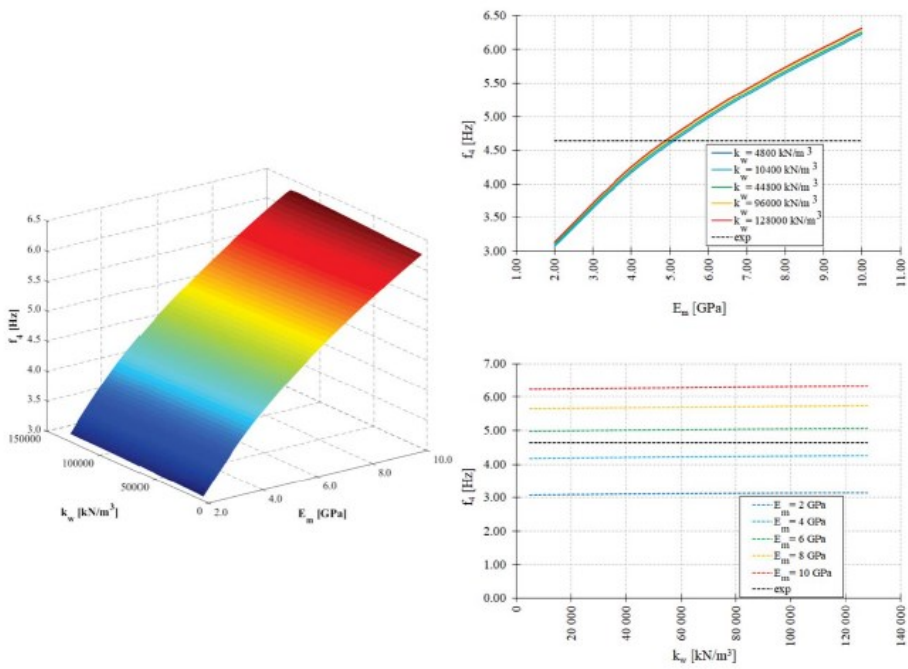 6.5
6.0
5.5
5.0
4.5
4.0
3.5
3.0
f4 [Hz]
150000
100000
50000
0
kw [kN/m3]
2.0
4.0
6.0
8.0
10.0
Em [GPa]
6.50
6.00
5.50
5.00
4.50
4.00
3.50
3.00
f4 [Hz]
kw = 4800 kN/m3
kw = 10400 kN/m3
kw = 44800 kN/m3
kw = 96000 kN/m3
kw = 128000 kN/m3
exp
1.00
2.00
3.00
4.00
5.00
6.00
7.00
8.00
9.00
10.00
11.00
Em [GPa]
7.00
6.00
5.00
4.00
3.00
2.00
1.00
0.00
f4 [Hz]
Em = 2 GPa
Em = 4 GPa
Em = 6 GPa
Em = 8 GPa
Em = 10 GPa
exp
0
20 000
40 000
60 000
80 000
100 000
120 000
140 000
kw [kN/m³]